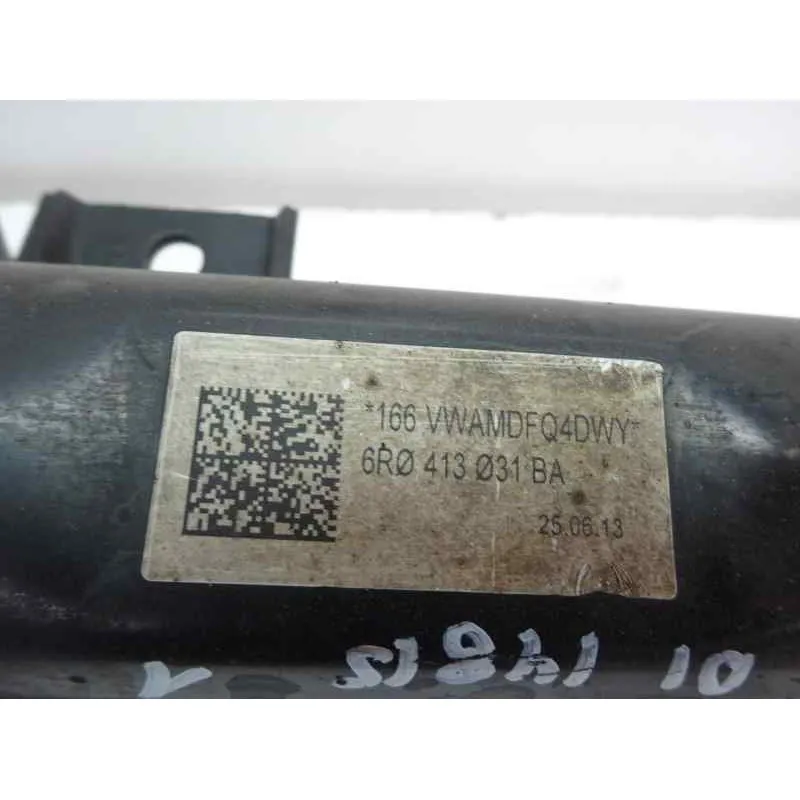 *166 VWAMDFQ4DWY*
6RØ 413 Ø31 BA
25.06.13